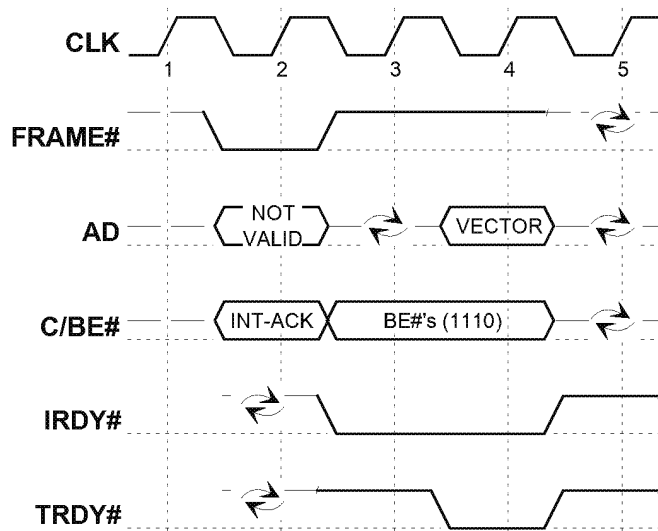 CLK
1 2 3 4 5
FRAME#
AD
NOT
VALID
VECTOR
C/BE#
INT-ACK
BE#'s (1110)
IRDY#
TRDY#